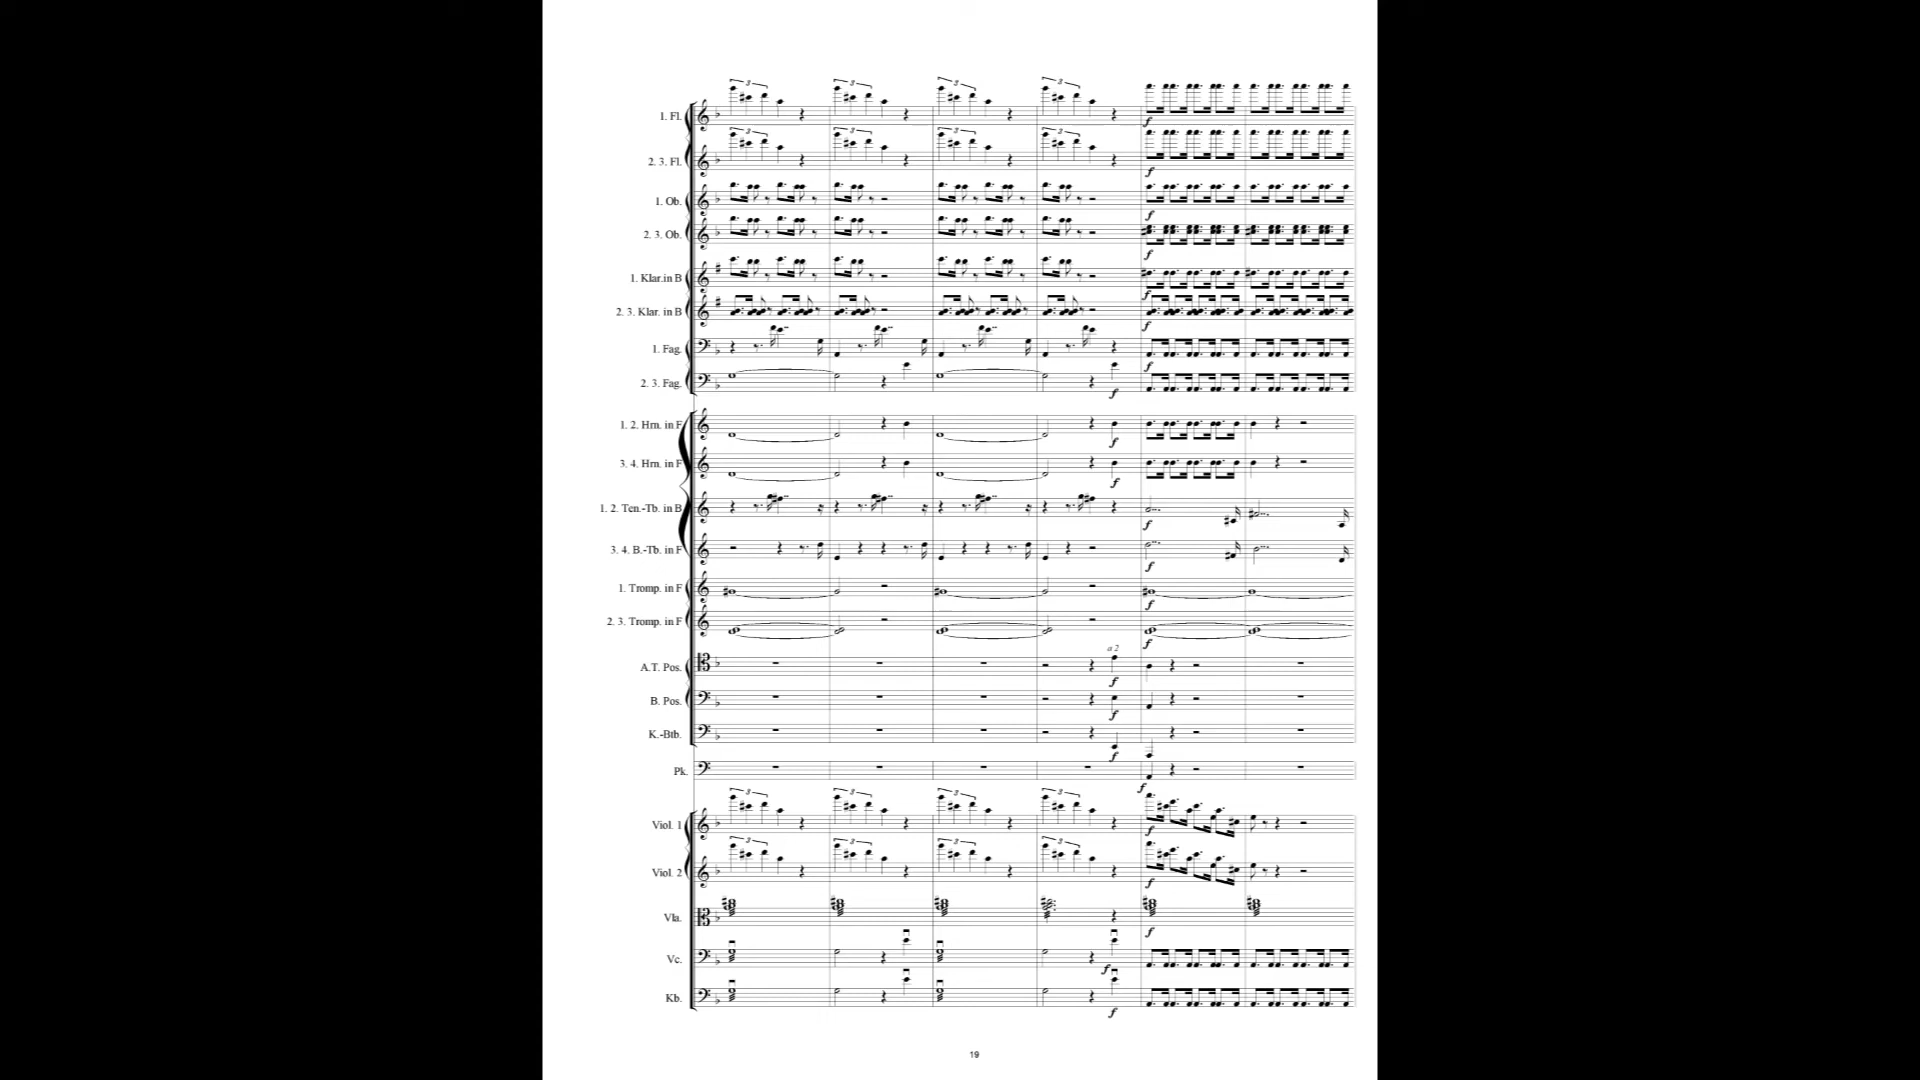 1. Fl.
2. 3. Fl.
1. Ob.
2. 3. Ob.
1. Klar.in B
2. 3. Klar. in B
1. Fag.
2. 3. Fag.
1. 2. Hrn. in F
3. 4. Hrn. in F
1. 2. Ten.-Tb. in B
3. 4. B.-Tb. in F
1. Tromp. in F
2. 3. Tromp. in F
a 2
A.T. Pos.
B. Pos.
K.-Btb.
Pk.
Viol. 1
Viol. 2
Vla.
Vc.
Kb.
19